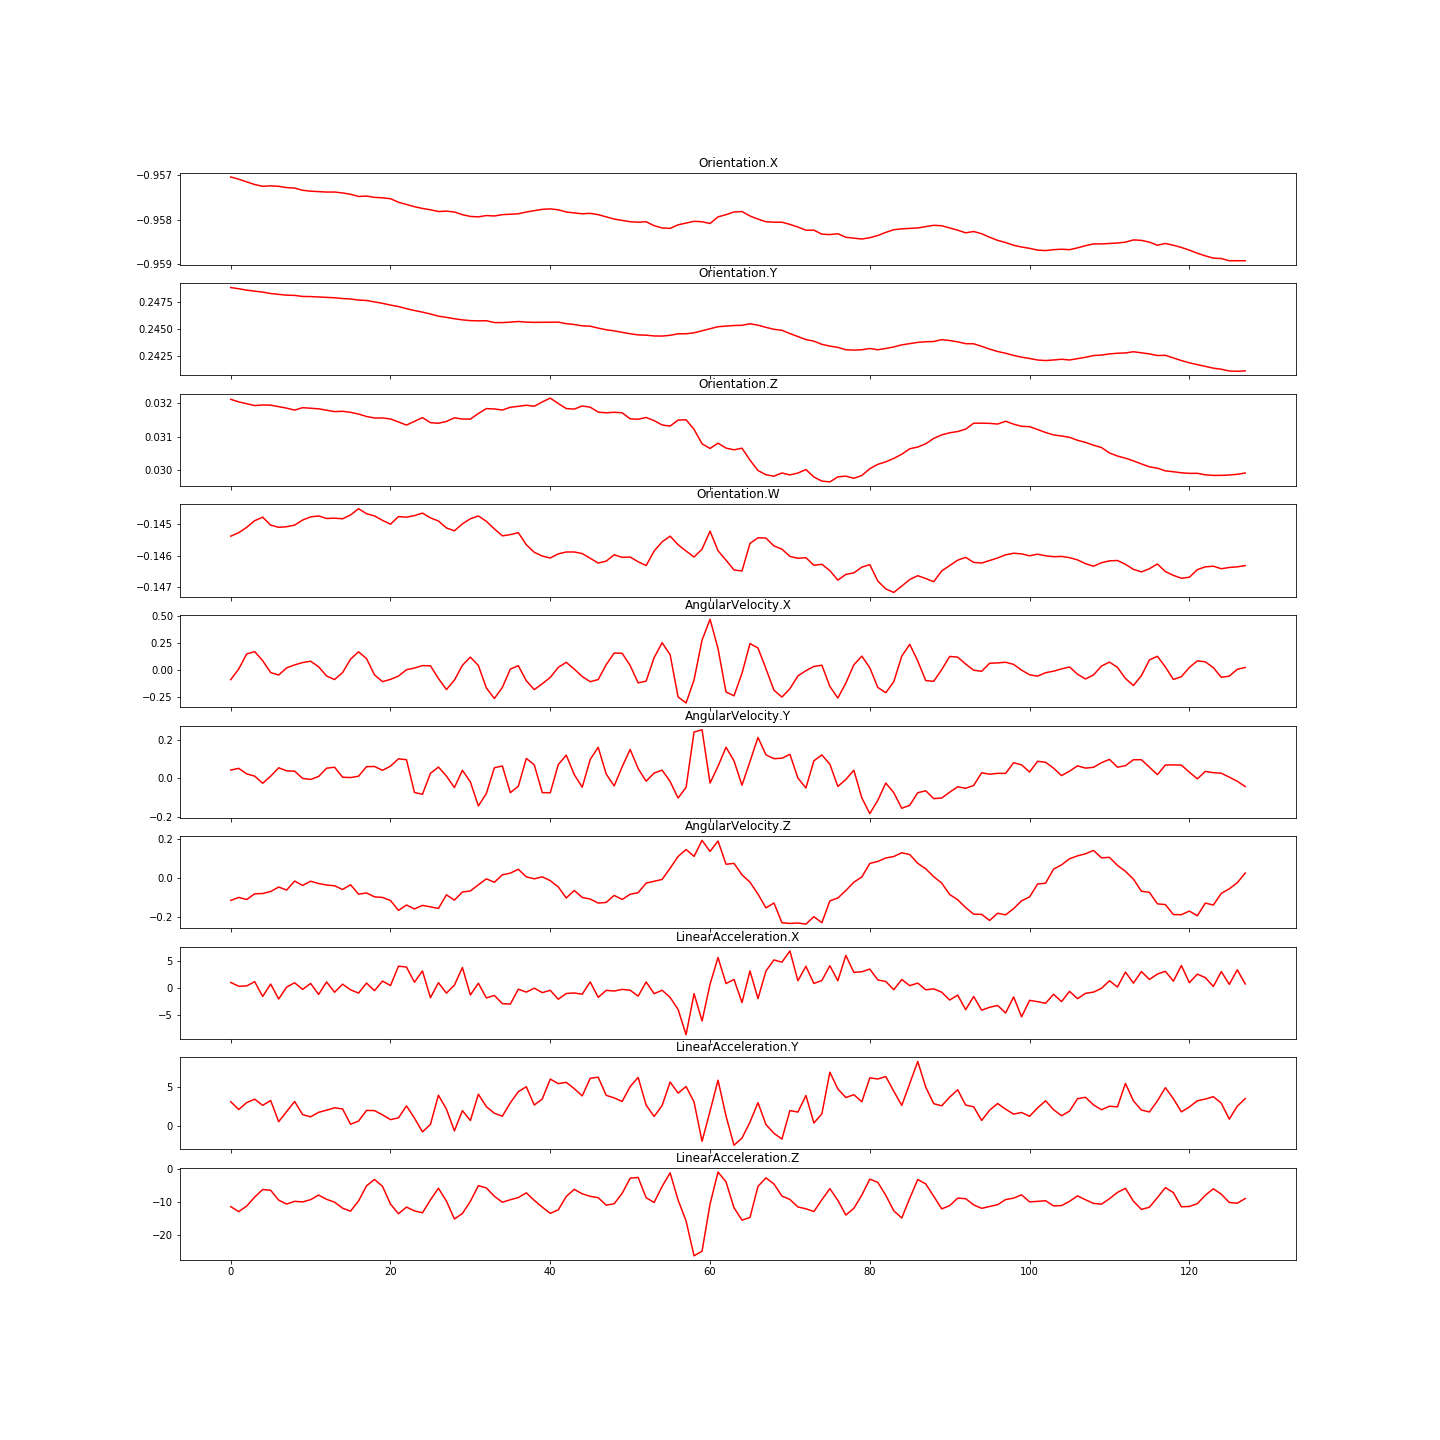 Orientation.X
−0.957
−0.958
−0.959
Orientation.Y
0.2475
0.2450
0.2425
Orientation.Z
0.032
0.031
0.030
Orientation.W
−0.145
−0.146
−0.147
AngularVelocity.X
0.50
0.25
0.00
−0.25
AngularVelocity.Y
0.2
0.0
−0.2
AngularVelocity.Z
0.2
0.0
−0.2
LinearAcceleration.X
5
0
−5
LinearAcceleration.Y
5
0
LinearAcceleration.Z
0
−10
−20
0 20 40 60 80 100 120